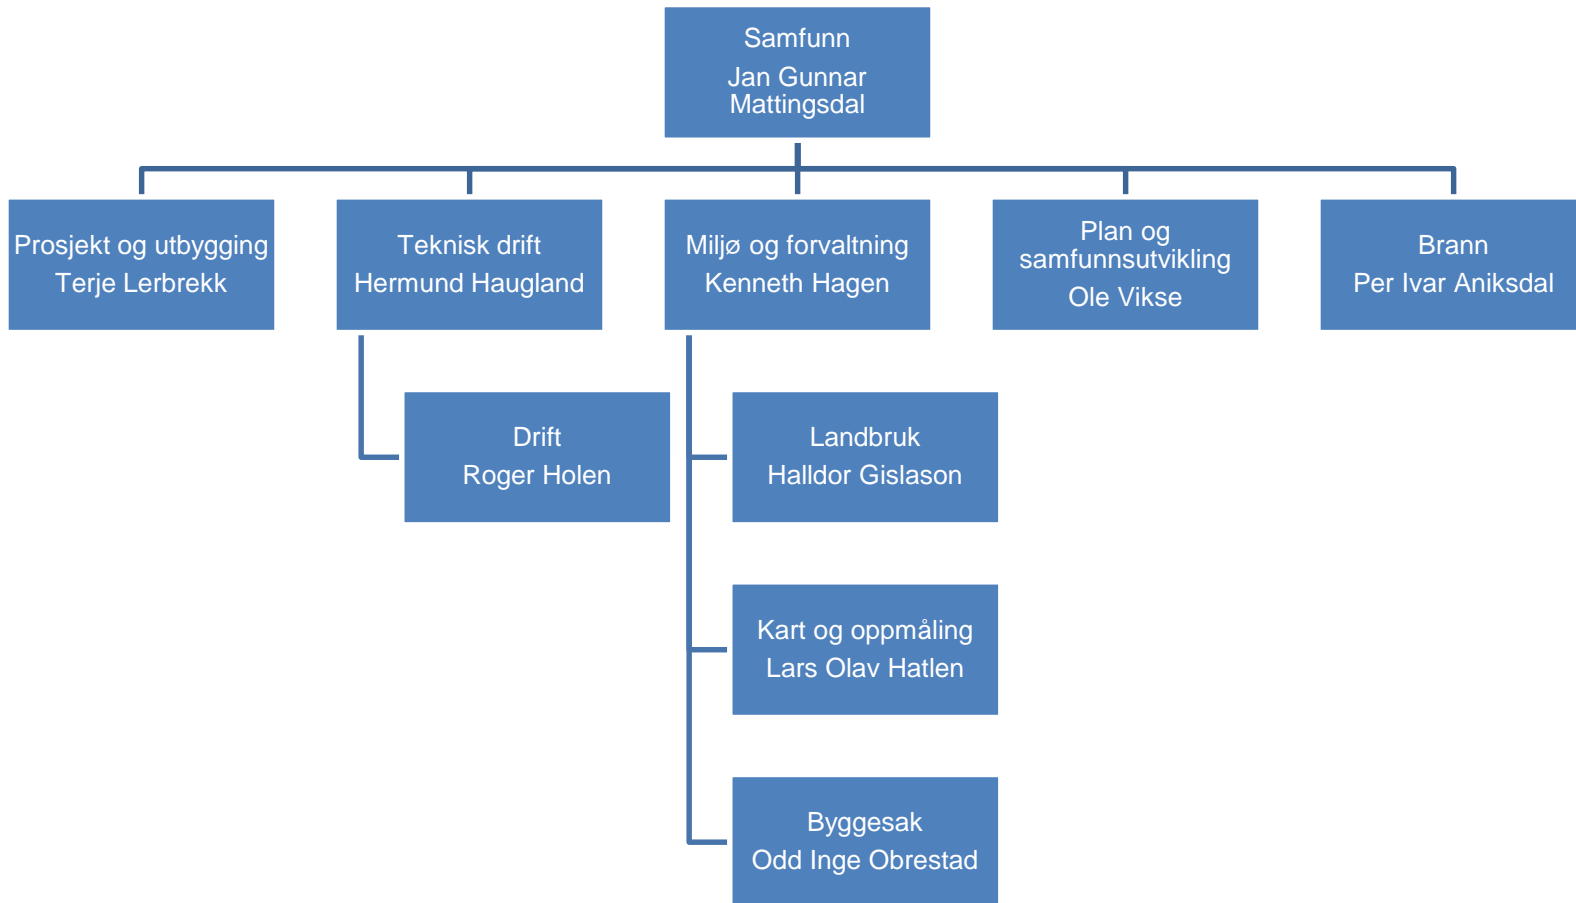 Samfunn
Jan Gunnar
Mattingsdal
Prosjekt og utbygging
Terje Lerbrekk
Teknisk drift
Hermund Haugland
Miljø og forvaltning
Kenneth Hagen
Plan og
samfunnsutvikling
Ole Vikse
Brann
Per Ivar Aniksdal
Drift
Roger Holen
Landbruk
Halldor Gislason
Kart og oppmåling
Lars Olav Hatlen
Byggesak
Odd Inge Obrestad